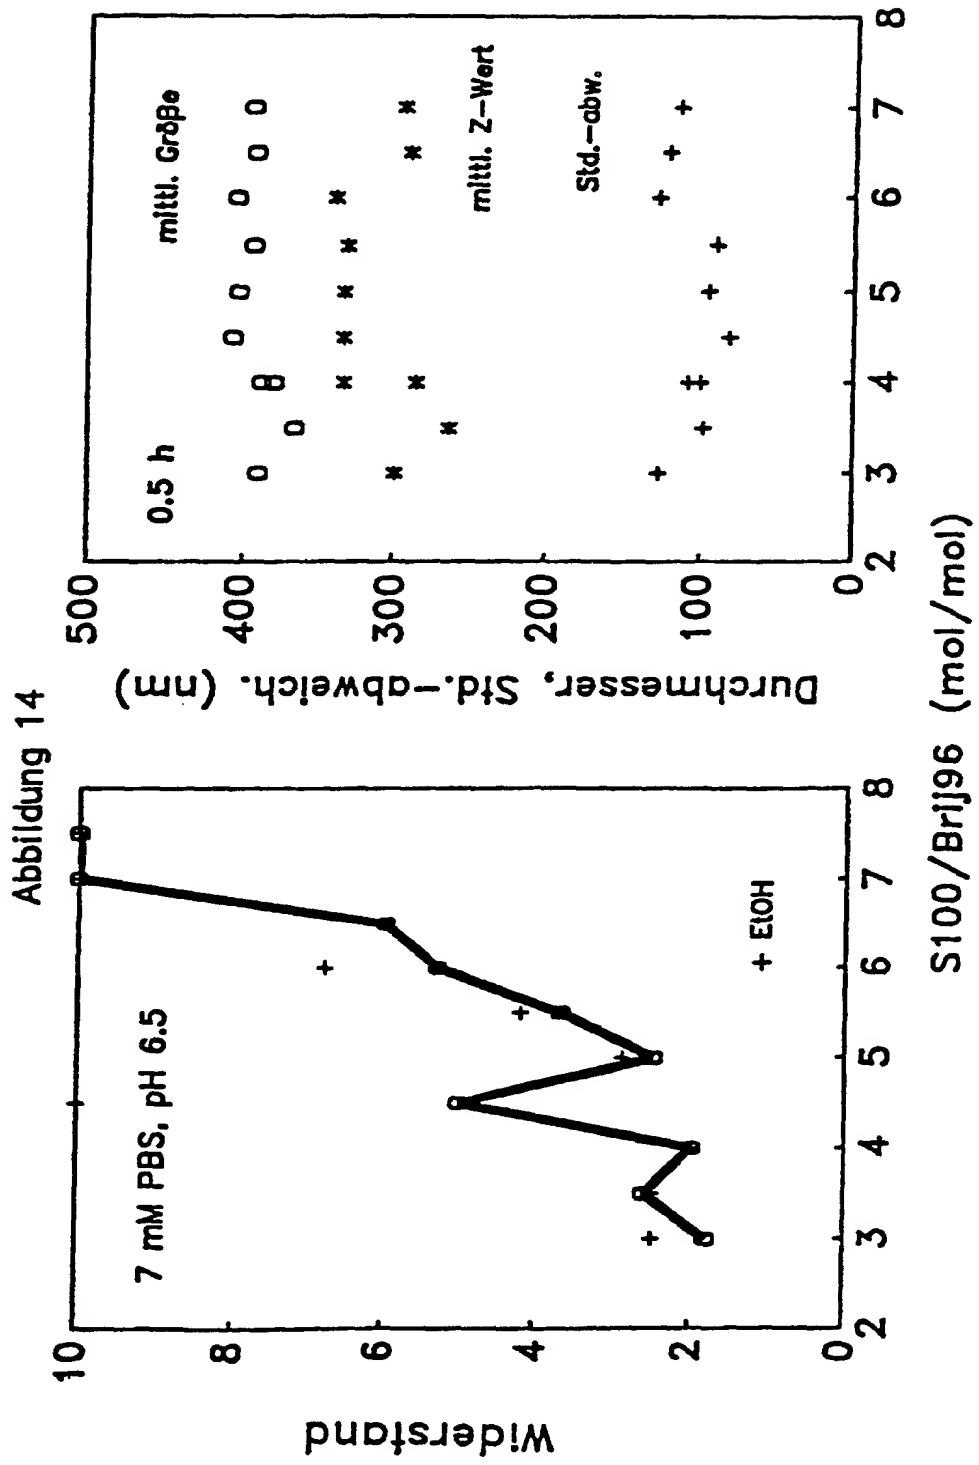 Abbildung 14
Widerstand
10
8
6
4
2
0
7 mM PBS, pH 6.5
+ EtOH
2 3 4 5 6 7 8
Durchmesser, Std.-abweich. (nm)
500
400
300
200
100
0
0.5 h
mittl. Größe
mittl. Z-Wert
Std.-abw.
2 3 4 5 6 7 8
S100/Brij96 (mol/mol)